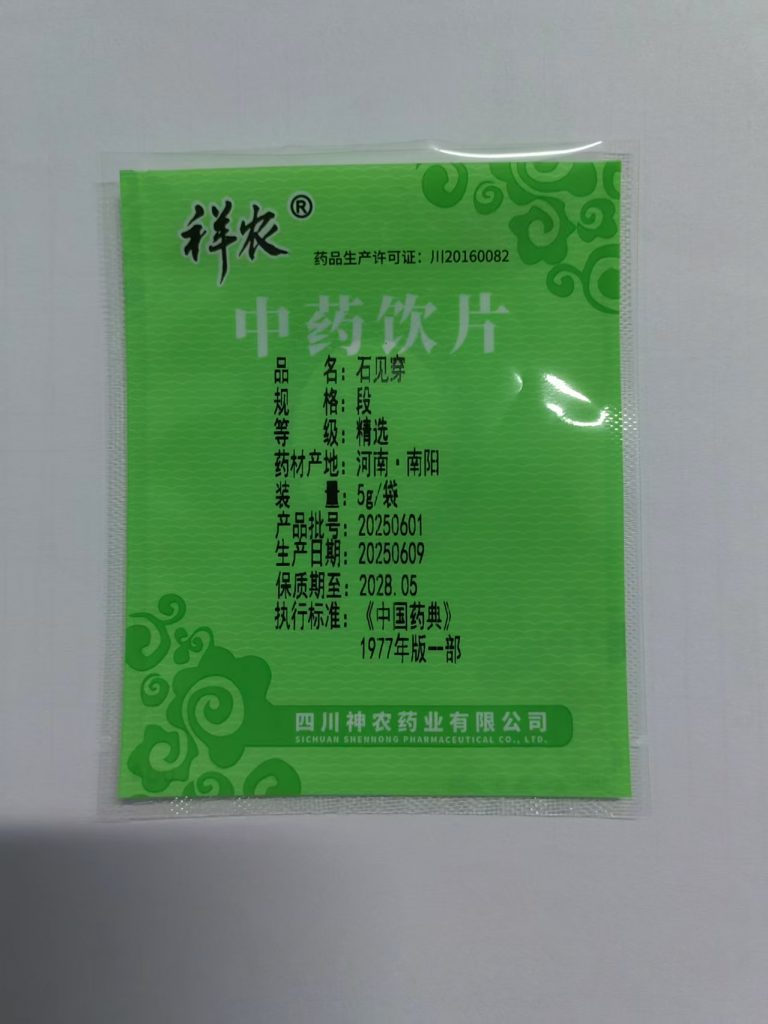 祥农®
药品生产许可证：川20160082
中药饮片
品 名：石见穿
规 格：段
等 级：精选
药材产地：河南·南阳
装 量：5g/袋
产品批号：20250601
生产日期：20250609
保质期至：2028.05
执行标准：《中国药典》
1977年版一部
四川神农药业有限公司
SICHUAN SHENNONG PHARMACEUTICAL CO., LTD.